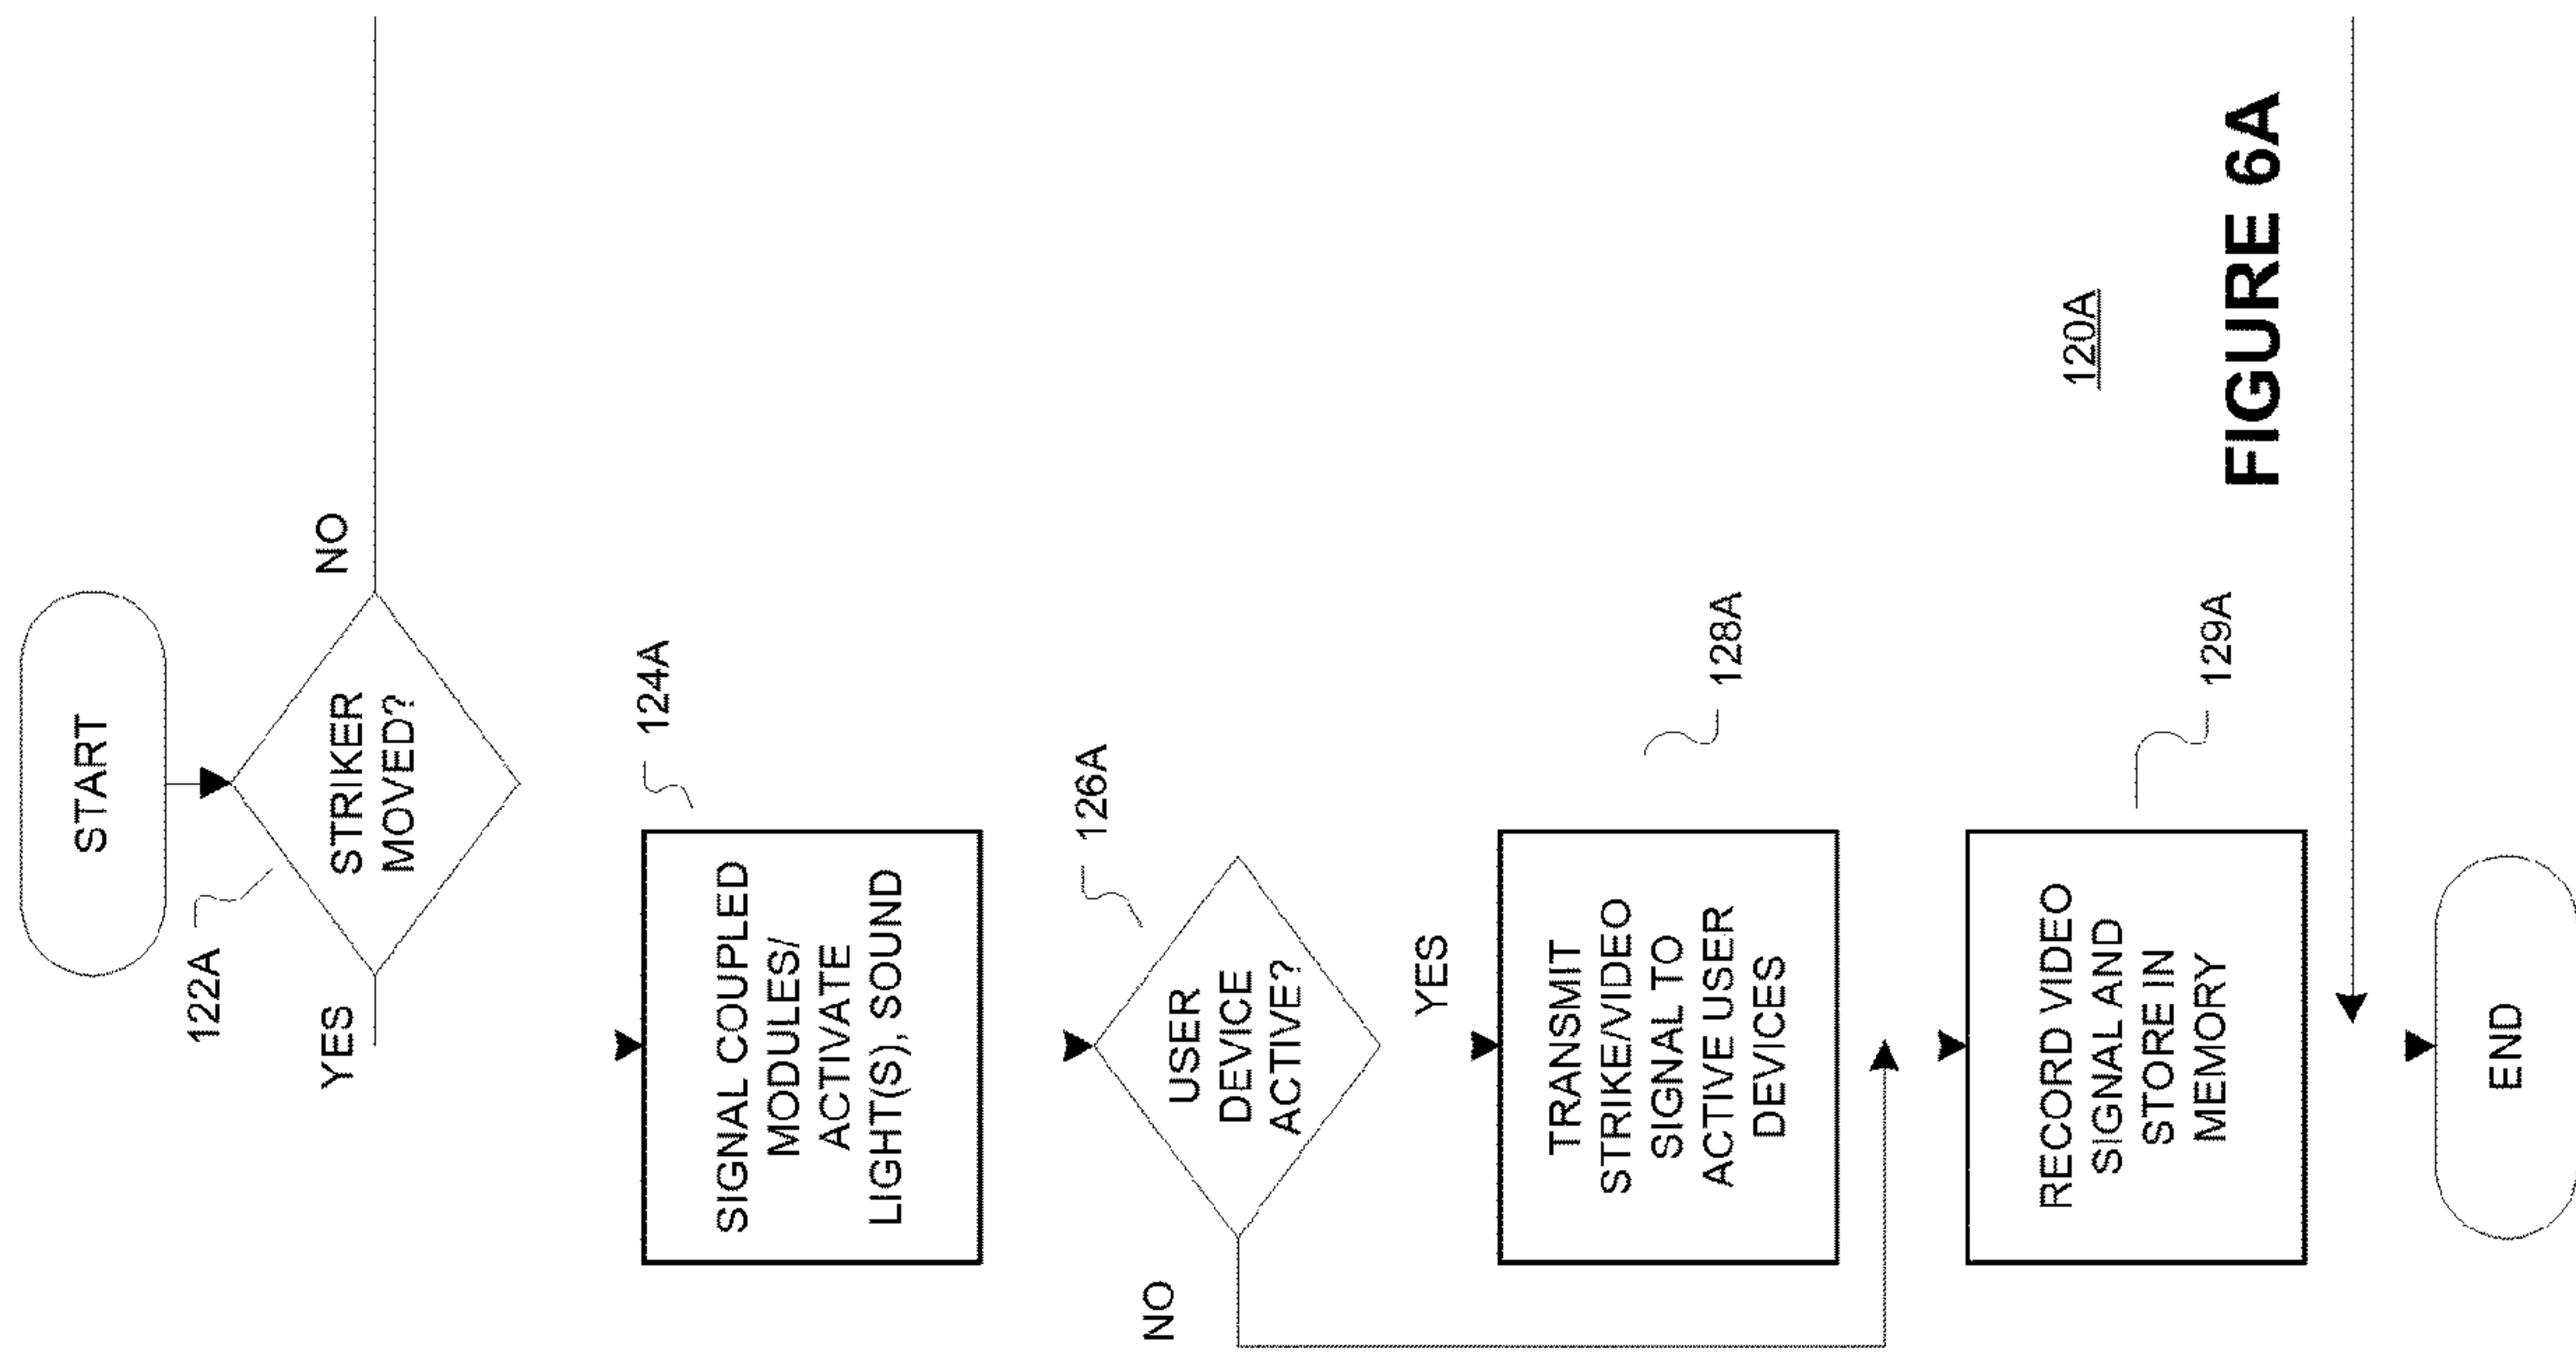 START
STRIKER
MOVED?
NO
YES
122A
124A
SIGNAL COUPLED
MODULES/
ACTIVATE
LIGHT(S), SOUND
126A
USER
DEVICE
ACTIVE?
NO
YES
128A
TRANSMIT
STRIKE/VIDEO
SIGNAL TO
ACTIVE USER
DEVICES
129A
RECORD VIDEO
SIGNAL AND
STORE IN
MEMORY
END
120A
FIGURE 6A